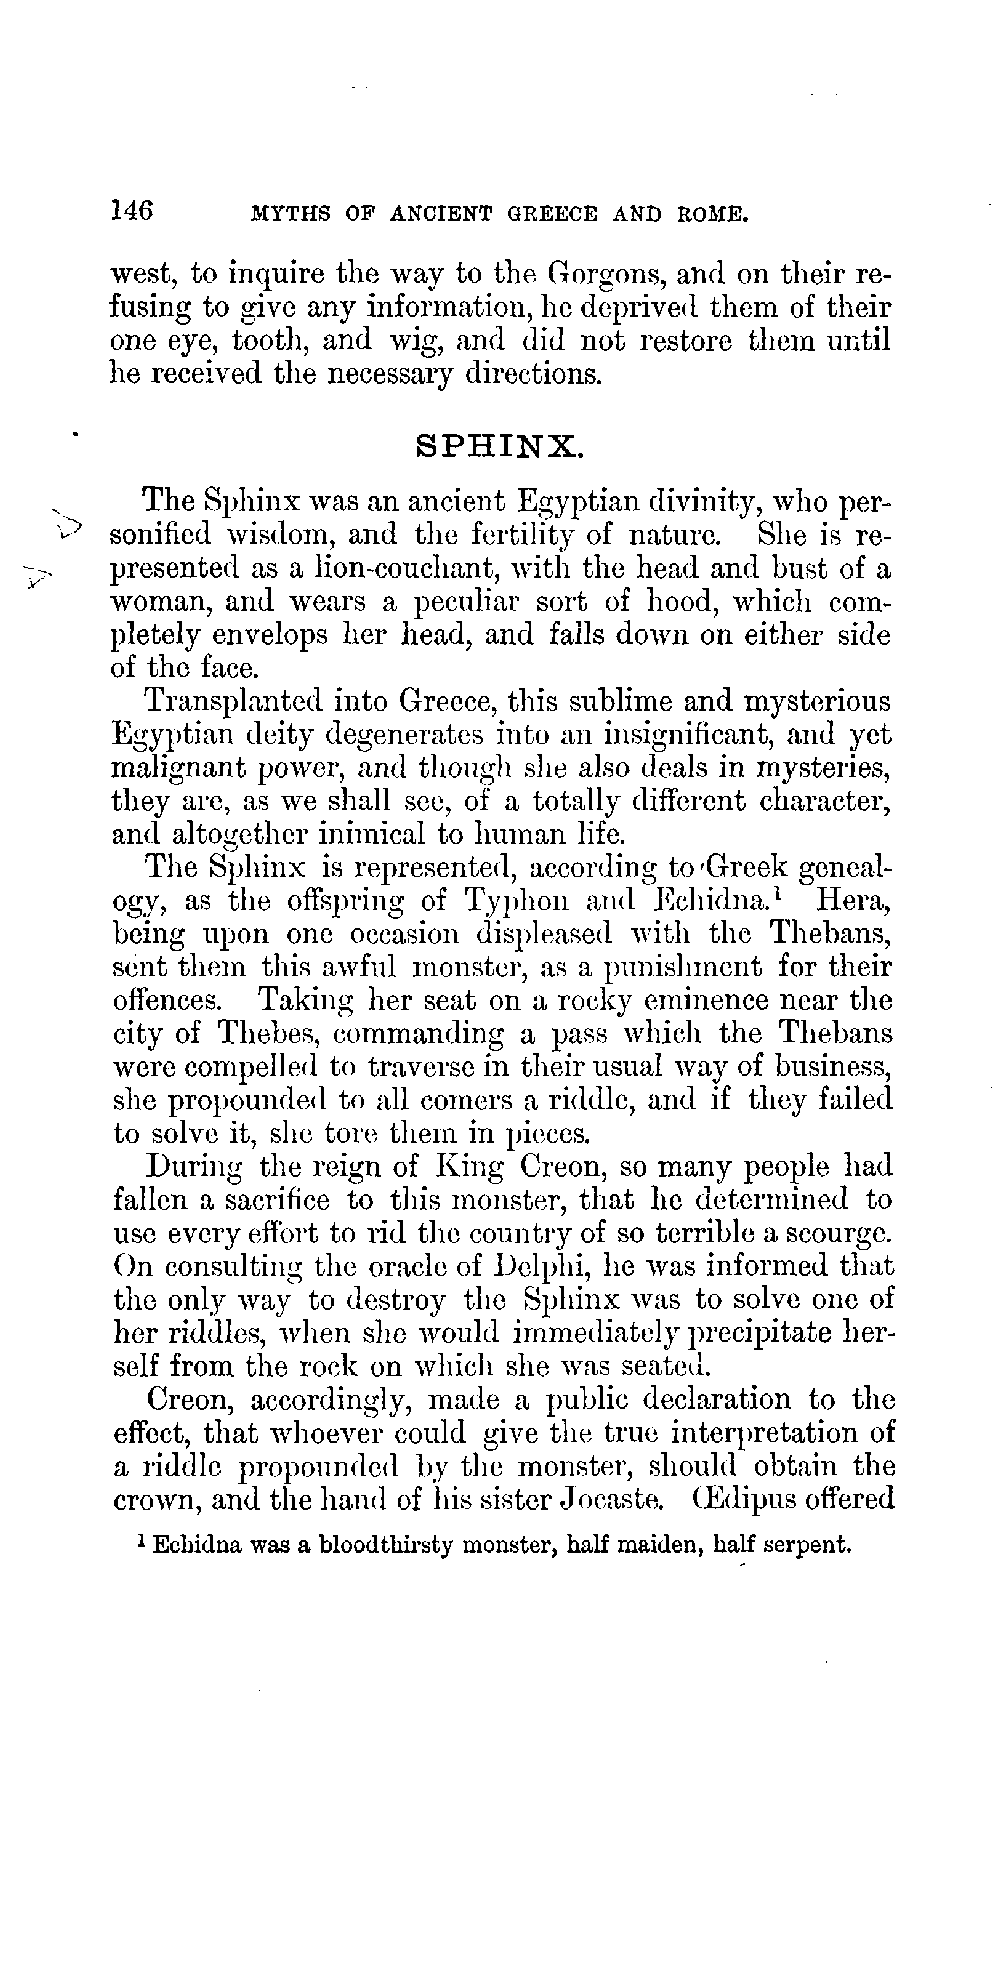 146 MYTHS OF ANCIENT GREECE AND ROME.
west, to inquire the way to the Gorgons, and on their re-
fusing to give any information, he deprived them of their
one eye, tooth, and wig, and did not restore them until
he received the necessary directions.
SPHINX.
The Sphinx was an ancient Egyptian divinity, who per-
sonified wisdom, and the fertility of nature. She is re-
presented as a lion-couchant, with the head and bust of a
woman, and wears a peculiar sort of hood, which com-
pletely envelops her head, and falls down on either side
of the face.
Transplanted into Greece, this sublime and mysterious
Egyptian deity degenerates into an insignificant, and yet
malignant power, and though she also deals in mysteries,
they are, as we shall see, of a totally different character,
and altogether inimical to human life.
The Sphinx is represented, according to Greek geneal-
ogy, as the offspring of Typhon and Echidna.¹ Hera,
being upon one occasion displeased with the Thebans,
sent them this awful monster, as a punishment for their
offences. Taking her seat on a rocky eminence near the
city of Thebes, commanding a pass which the Thebans
were compelled to traverse in their usual way of business,
she propounded to all comers a riddle, and if they failed
to solve it, she tore them in pieces.
During the reign of King Creon, so many people had
fallen a sacrifice to this monster, that he determined to
use every effort to rid the country of so terrible a scourge.
On consulting the oracle of Delphi, he was informed that
the only way to destroy the Sphinx was to solve one of
her riddles, when she would immediately precipitate her-
self from the rock on which she was seated.
Creon, accordingly, made a public declaration to the
effect, that whoever could give the true interpretation of
a riddle propounded by the monster, should obtain the
crown, and the hand of his sister Jocaste. Œdipus offered
¹ Echidna was a bloodthirsty monster, half maiden, half serpent.